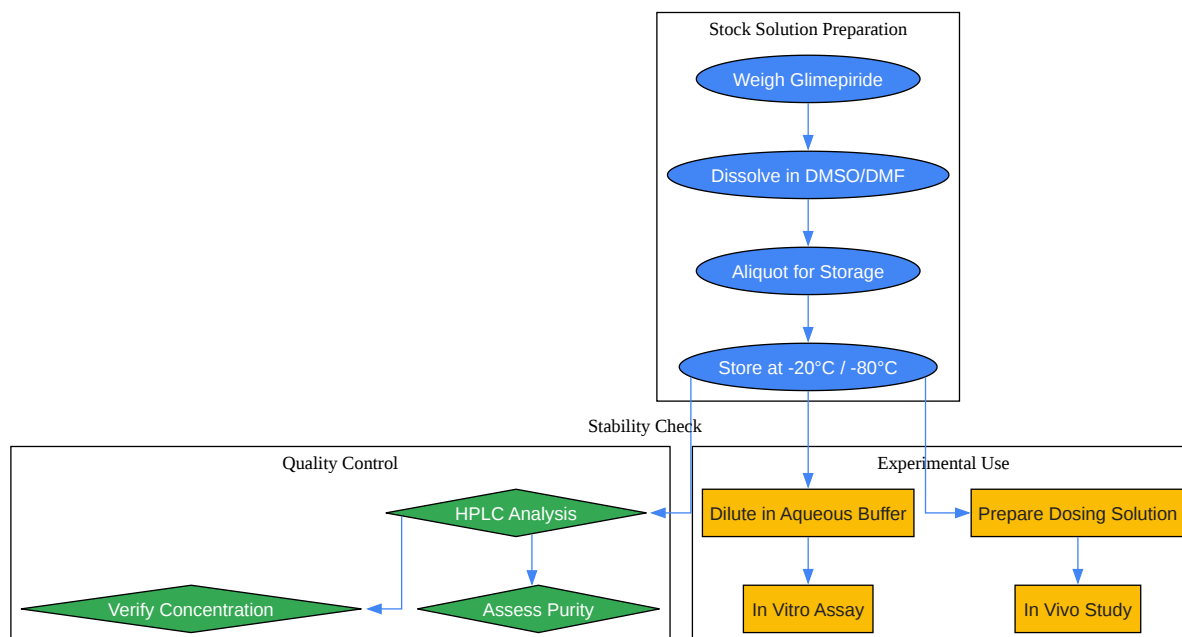 Stock Solution Preparation
Weigh Glimepiride
Dissolve in DMSO/DMF
Aliquot for Storage
Store at -20°C / -80°C
Stability Check
Quality Control
Experimental Use
HPLC Analysis
Dilute in Aqueous Buffer
Prepare Dosing Solution
Verify Concentration
Assess Purity
In Vitro Assay
In Vivo Study